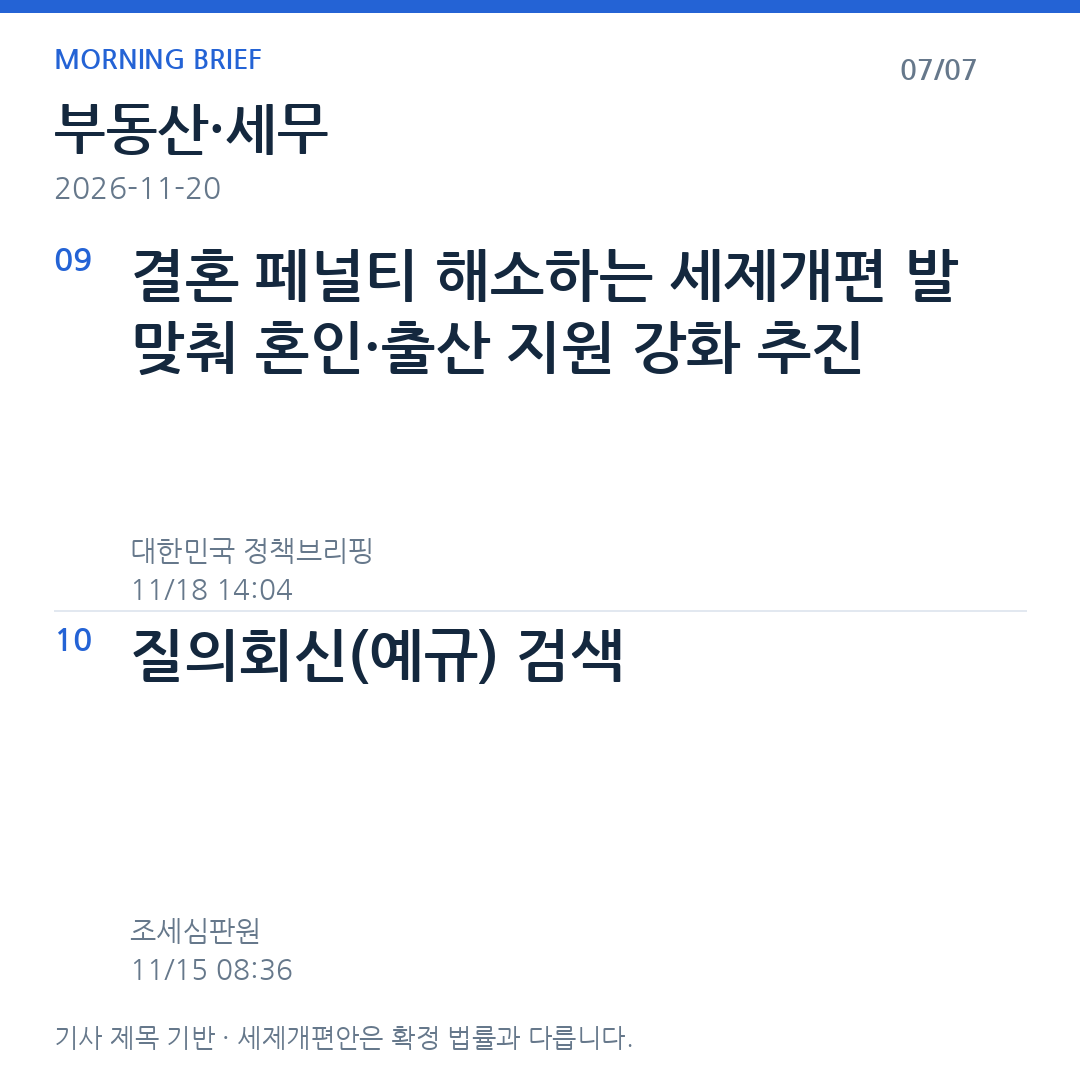 MORNING BRIEF
07/07
부동산·세무
2026-11-20
09
결혼 페널티 해소하는 세제개편 발
맞춰 혼인·출산 지원 강화 추진
대한민국 정책브리핑
11/18 14:04
10
질의회신(예규) 검색
조세심판원
11/15 08:36
기사 제목 기반 · 세제개편안은 확정 법률과 다릅니다.